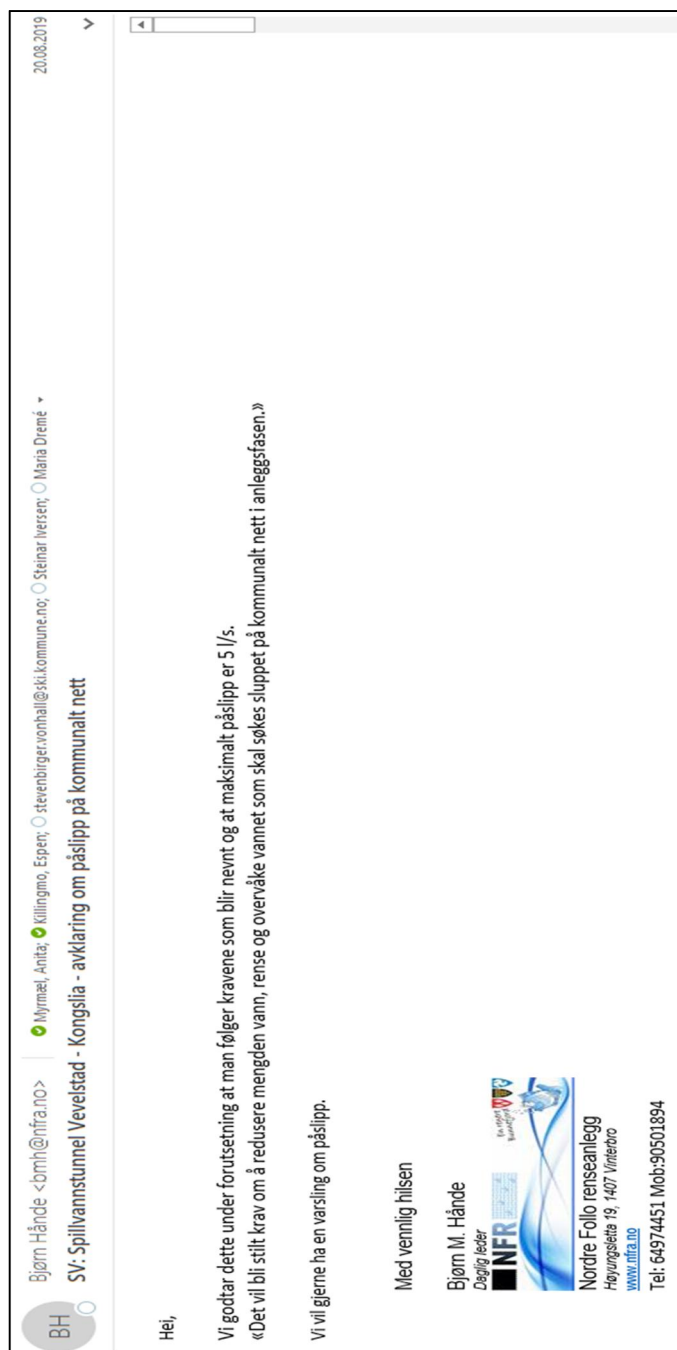 BH
Bjørn Hånde <bmh@nfra.no>
Myrmæl, Anita; Killingmo, Espen; stevenbirger.vonhall@ski.kommune.no; Steinar Iversen; Maria Dremé
20.08.2019
SV: Spillvannstunnel Vevelstad - Kongslia - avklaring om påslipp på kommunalt nett
Hei,
Vi godtar dette under forutsetning at man følger kravene som blir nevnt og at maksimalt påslipp er 5 l/s.
«Det vil bli stilt krav om å redusere mengden vann, rense og overvåke vannet som skal søkes sluppet på kommunalt nett i anleggsfasen.»
Vi vil gjerne ha en varsling om påslipp.
Med vennlig hilsen
Bjørn M. Hånde
Daglig leder
NFR
En renere
Bunnefjord
Nordre Follo renseanlegg
Høyungsletta 19, 1407 Vinterbro
www.nfra.no
Tel: 64974451 Mob:90501894